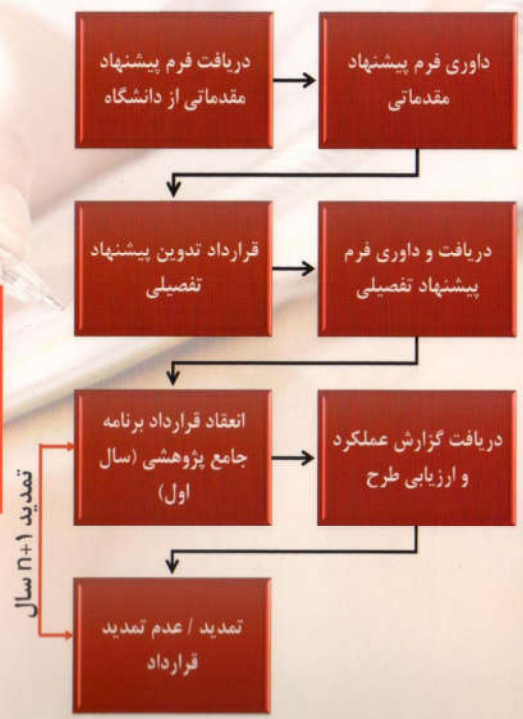 دریافت فرم پیشنهاد
مقدماتی از دانشگاه
داوری فرم پیشنهاد
مقدماتی
قرارداد تدوین پیشنهاد
تفصیلی
دریافت و داوری فرم
پیشنهاد تفصیلی
انعقاد قرارداد برنامه
جامع پژوهشی (سال
اول)
دریافت گزارش عملکرد
و ارزیابی طرح
تمدید / عدم تمدید
قرارداد
تمدید n+۱ سال